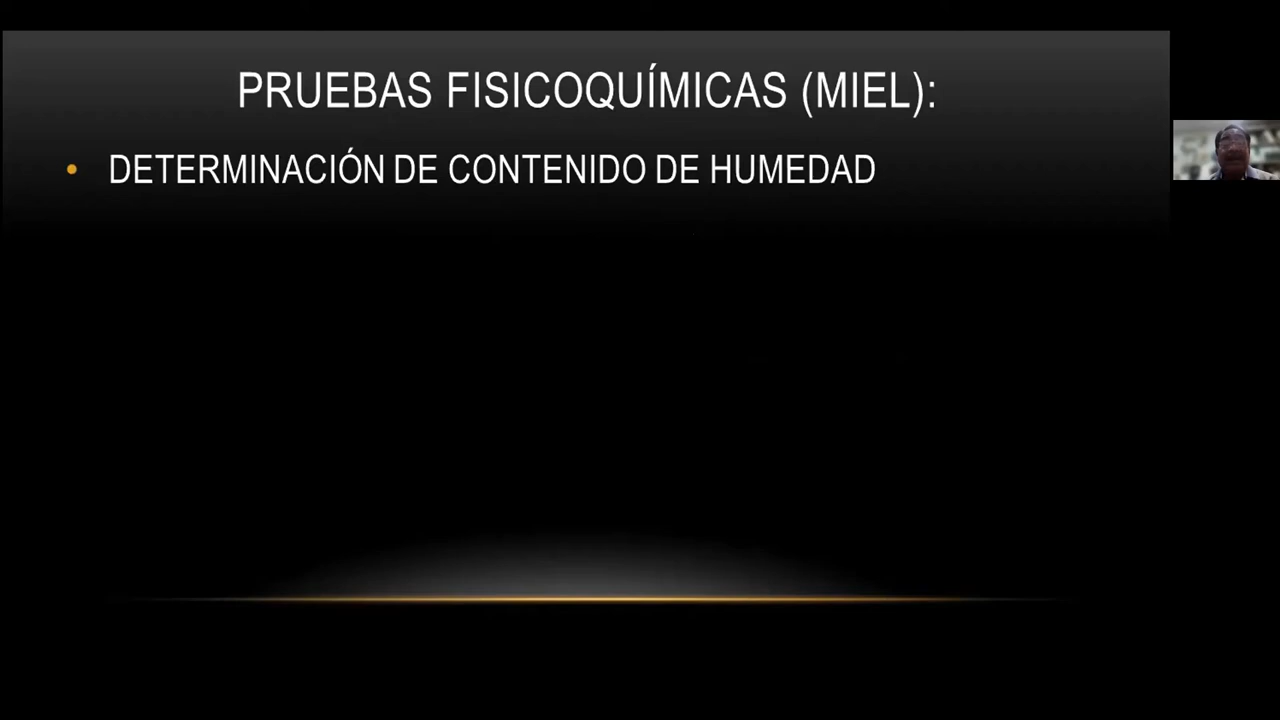 PRUEBAS FISICOQUÍMICAS (MIEL):
• DETERMINACIÓN DE CONTENIDO DE HUMEDAD